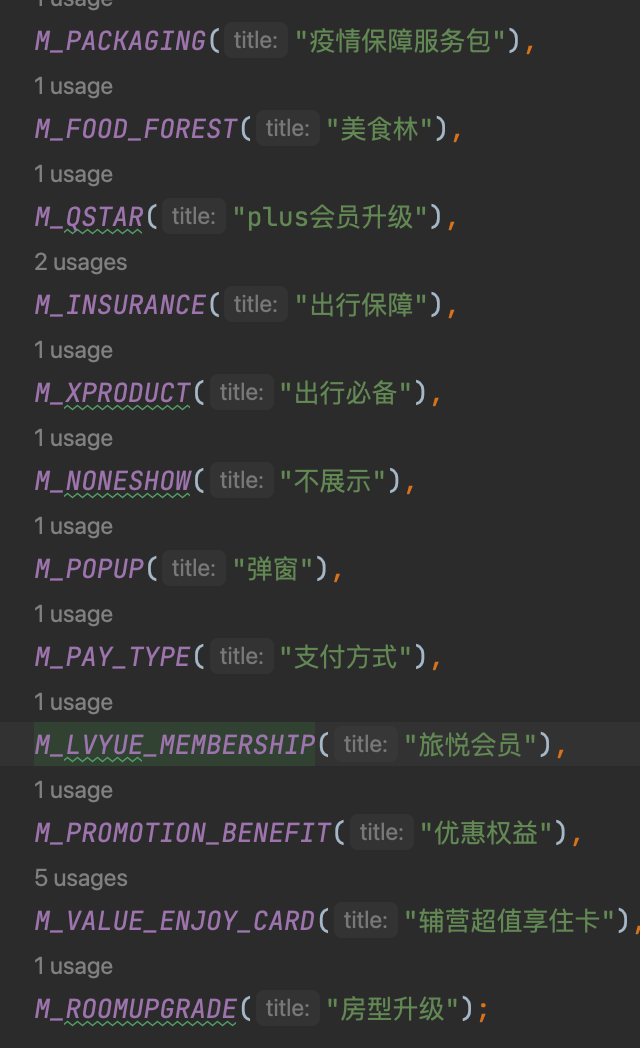 1 usage
M_PACKAGING( title: "疫情保障服务包"),
1 usage
M_FOOD_FOREST( title: "美食林"),
1 usage
M_QSTAR( title: "plus会员升级"),
2 usages
M_INSURANCE( title: "出行保障"),
1 usage
M_XPRODUCT( title: "出行必备"),
1 usage
M_NONESHOW( title: "不展示"),
1 usage
M_POPUP( title: "弹窗"),
1 usage
M_PAY_TYPE( title: "支付方式"),
1 usage
M_LVYUE_MEMBERSHIP( title: "旅悦会员"),
1 usage
M_PROMOTION_BENEFIT( title: "优惠权益"),
5 usages
M_VALUE_ENJOY_CARD( title: "辅营超值享住卡"),
1 usage
M_ROOMUPGRADE( title: "房型升级");